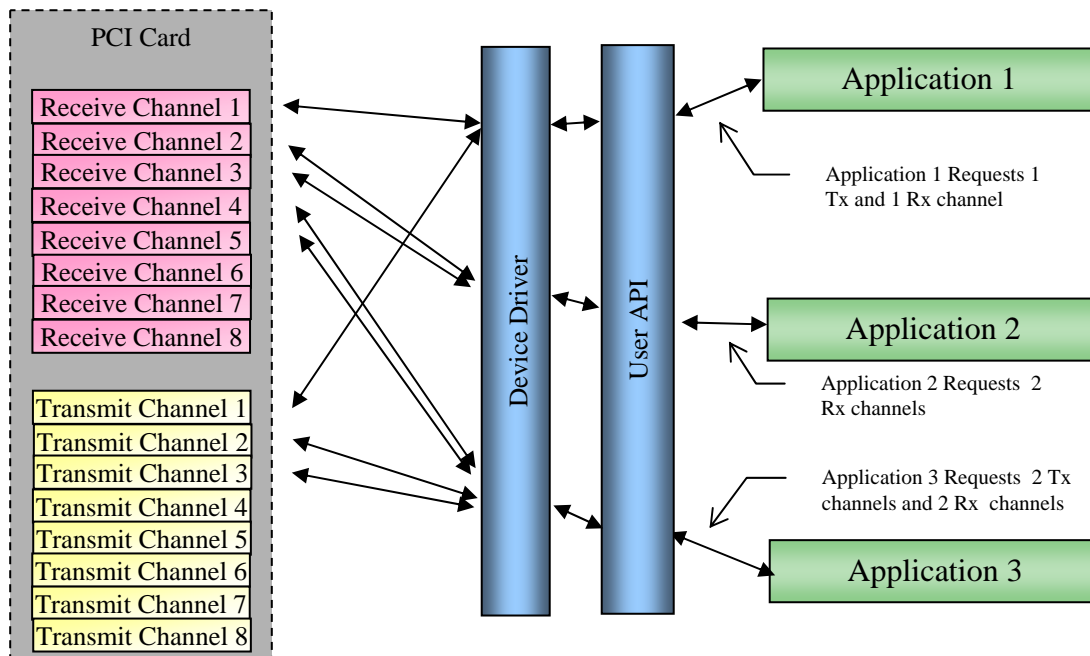 PCI Card
Receive Channel 1
Receive Channel 2
Receive Channel 3
Receive Channel 4
Receive Channel 5
Receive Channel 6
Receive Channel 7
Receive Channel 8
Transmit Channel 1
Transmit Channel 2
Transmit Channel 3
Transmit Channel 4
Transmit Channel 5
Transmit Channel 6
Transmit Channel 7
Transmit Channel 8
Device Driver
User API
Application 1
Application 1 Requests 1
Tx and 1 Rx channel
Application 2
Application 2 Requests 2
Rx channels
Application 3 Requests 2 Tx
channels and 2 Rx channels
Application 3